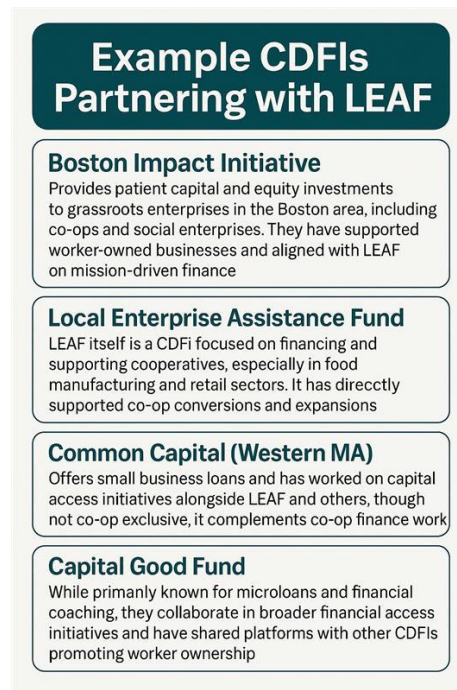 Example CDFIs
Partnering with LEAF
Boston Impact Initiative
Provides patient capital and equity investments
to grassroots enterprises in the Boston area, including
co-ops and social enterprises. They have supported
worker-owned businesses and aligned with LEAF
on mission-driven finance
Local Enterprise Assistance Fund
LEAF itself is a CDFi focused on financing and
supporting cooperatives, especially in food
manufacturing and retail sectors. It has direcctly
supported co-op conversions and expansions
Common Capital (Western MA)
Offers small business loans and has worked on capital
access initiatives alongside LEAF and others, though
not co-op exclusive, it complements co-op finance work
Capital Good Fund
While primanly known for microloans and financial
coaching, they collaborate in broader financial access
initiatives and have shared platforms with other CDFIs
promoting worker ownership